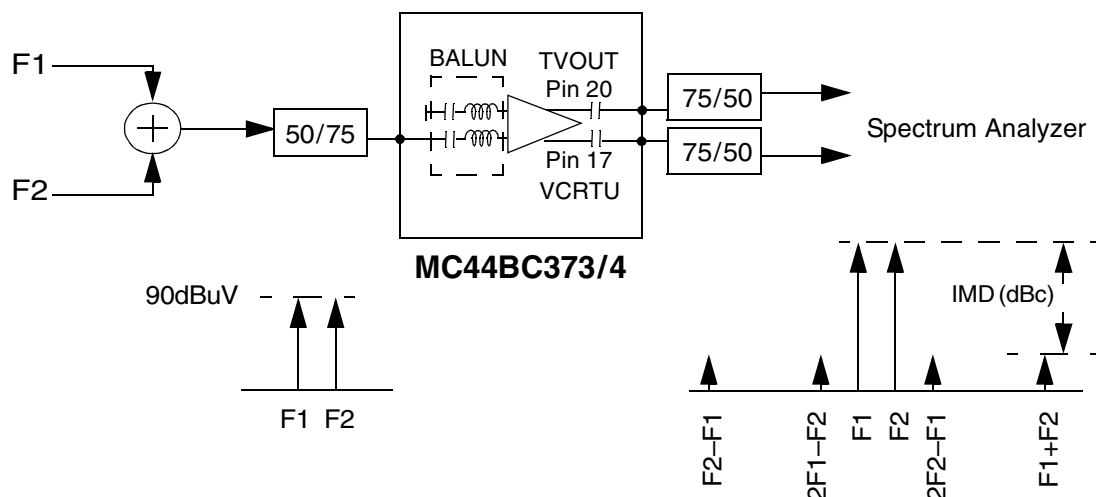 F1
F2
+
50/75
BALUN
TVOUT
Pin 20
Pin 17
VCRTU
MC44BC373/4
75/50
75/50
Spectrum Analyzer
90dBuV
F1 F2
IMD (dBc)
F2–F1
2F1–F2
F1
F2
2F2–F1
F1+F2